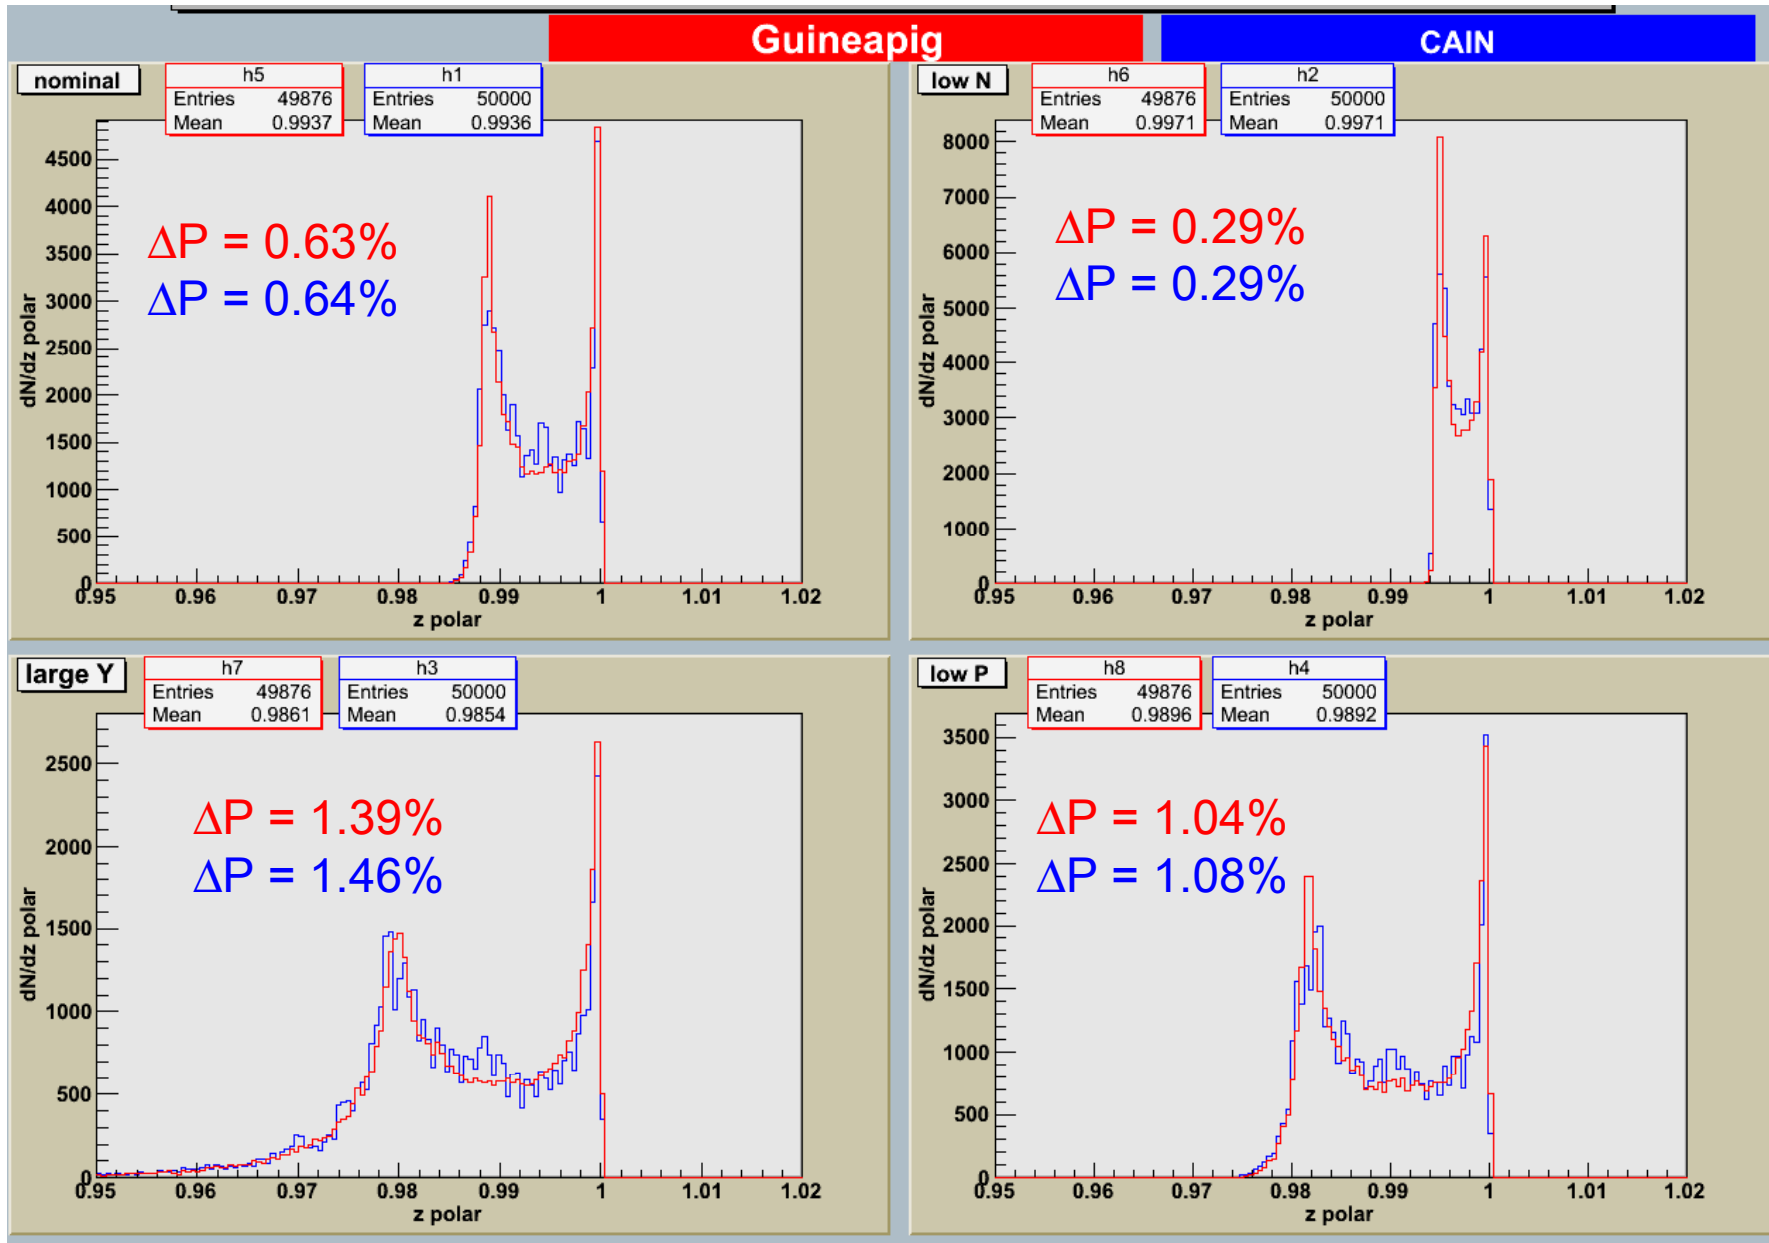 Guineapig
CAIN
nominal
h5
Entries 49876
Mean 0.9937
h1
Entries 50000
Mean 0.9936
ΔP = 0.63%
ΔP = 0.64%
dN/dz polar
4500
4000
3500
3000
2500
2000
1500
1000
500
0
0.95 0.96 0.97 0.98 0.99 1 1.01 1.02
z polar
low N
h6
Entries 49876
Mean 0.9971
h2
Entries 50000
Mean 0.9971
ΔP = 0.29%
ΔP = 0.29%
dN/dz polar
8000
7000
6000
5000
4000
3000
2000
1000
0
0.95 0.96 0.97 0.98 0.99 1 1.01 1.02
z polar
large Y
h7
Entries 49876
Mean 0.9861
h3
Entries 50000
Mean 0.9854
ΔP = 1.39%
ΔP = 1.46%
dN/dz polar
2500
2000
1500
1000
500
0
0.95 0.96 0.97 0.98 0.99 1 1.01 1.02
z polar
low P
h8
Entries 49876
Mean 0.9896
h4
Entries 50000
Mean 0.9892
ΔP = 1.04%
ΔP = 1.08%
dN/dz polar
3500
3000
2500
2000
1500
1000
500
0
0.95 0.96 0.97 0.98 0.99 1 1.01 1.02
z polar